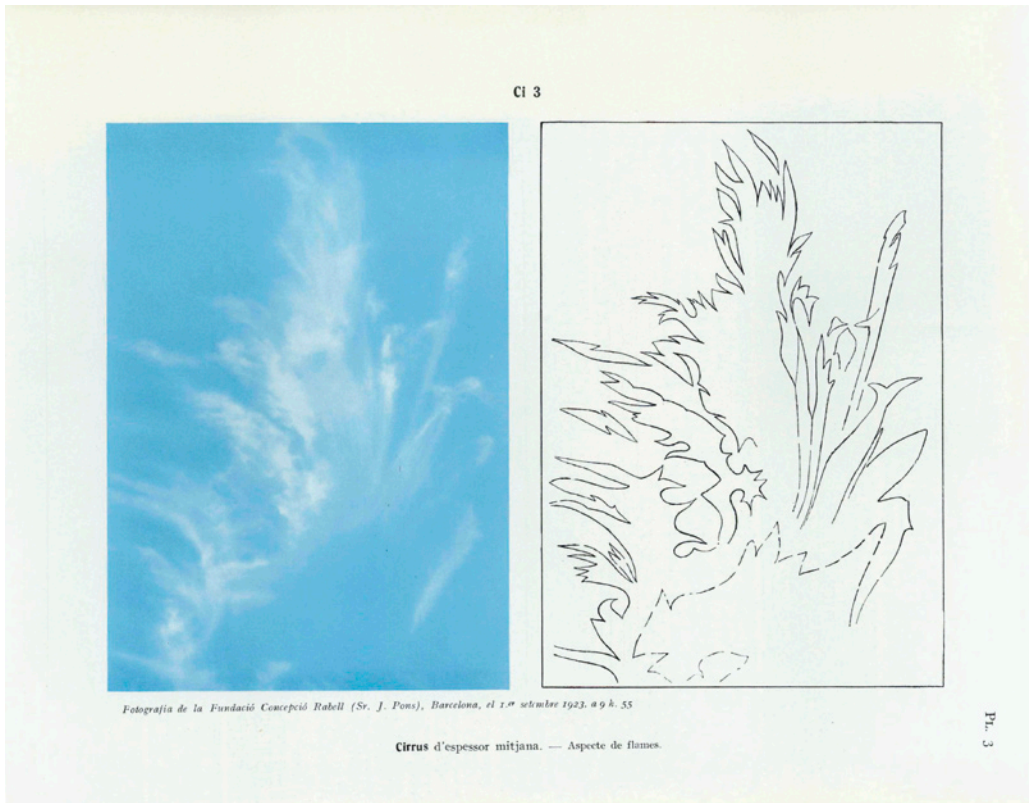 Ci 3
Fotografia de la Fundació Concepció Rabell (Sr. J. Pons), Barcelona, el 1.er setembre 1923, a 9 h. 55
Cirrus d'espessor mitjana. — Aspecte de flames.
PL. 3